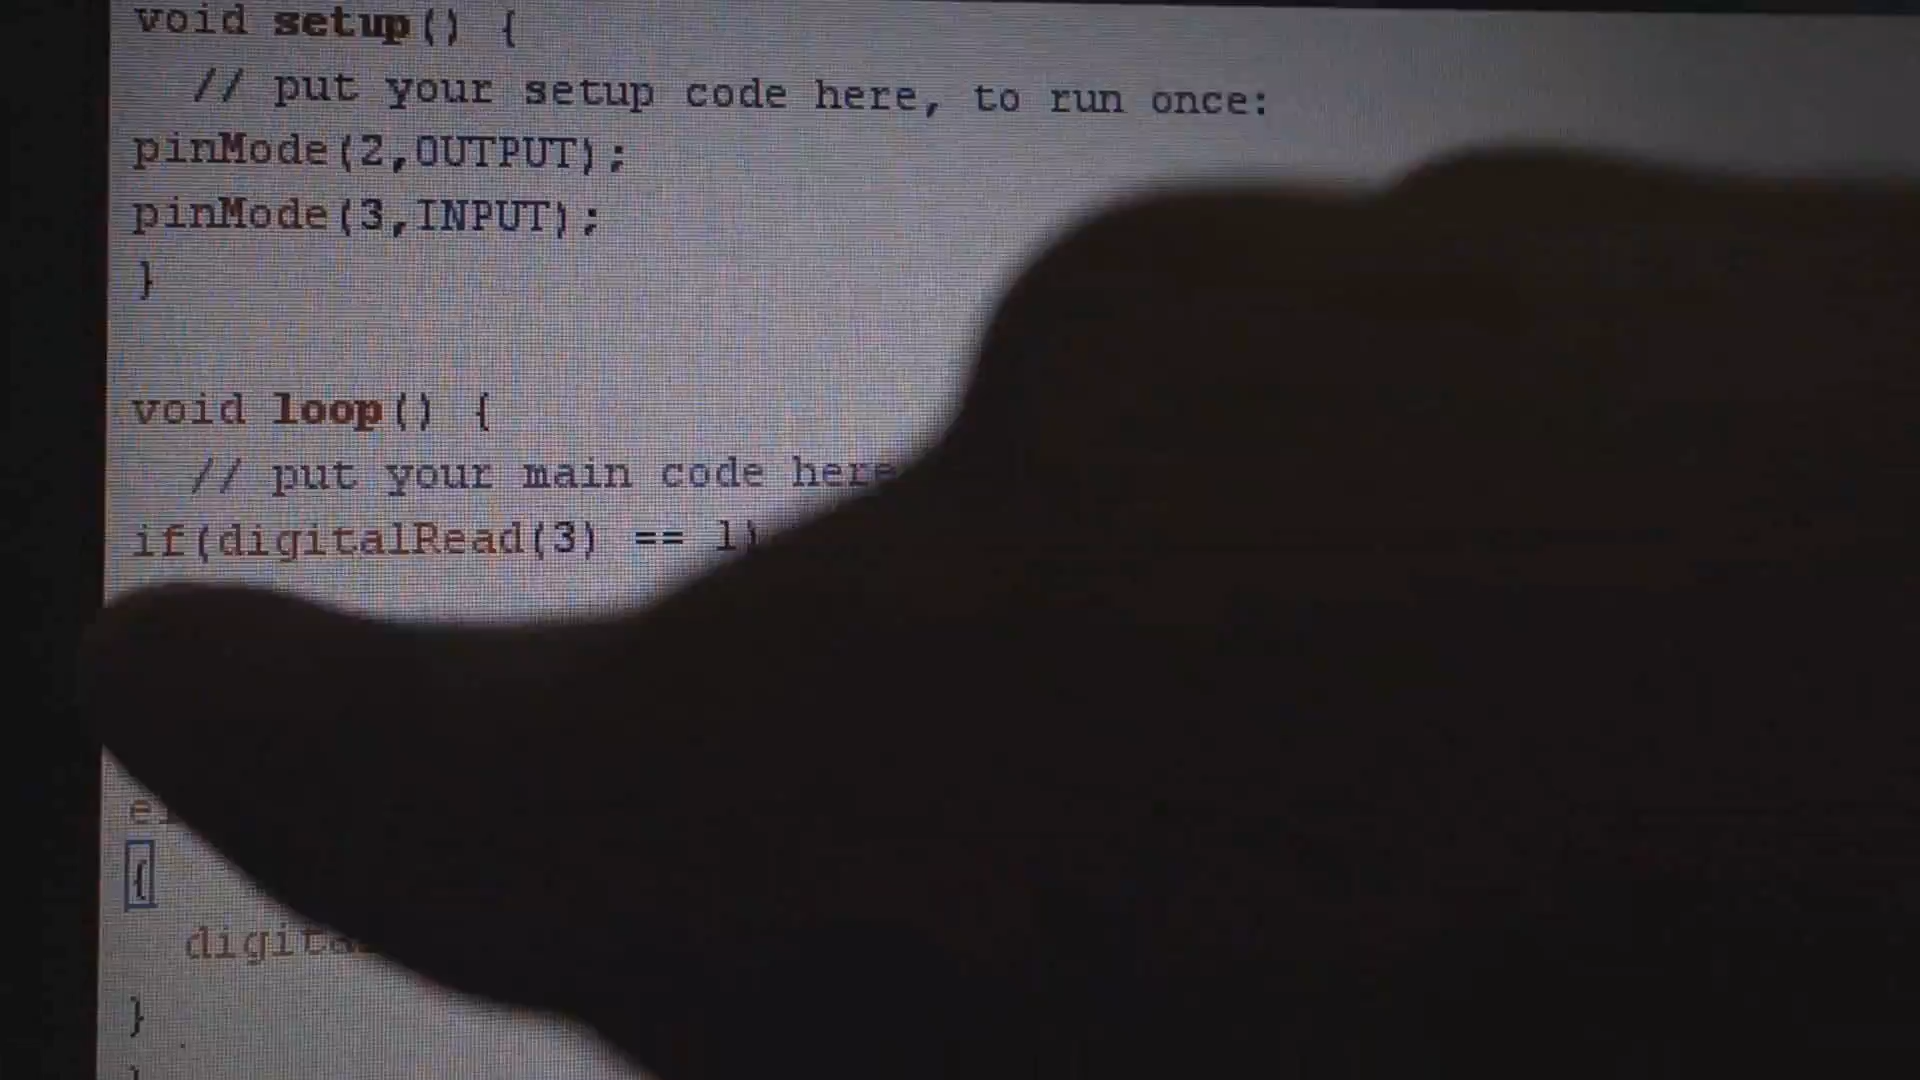 void setup() {
// put your setup code here, to run once:
pinMode(2,OUTPUT);
pinMode(3,INPUT);
}
void loop() {
// put your main code here
if(digitalRead(3) == 1)
{
}